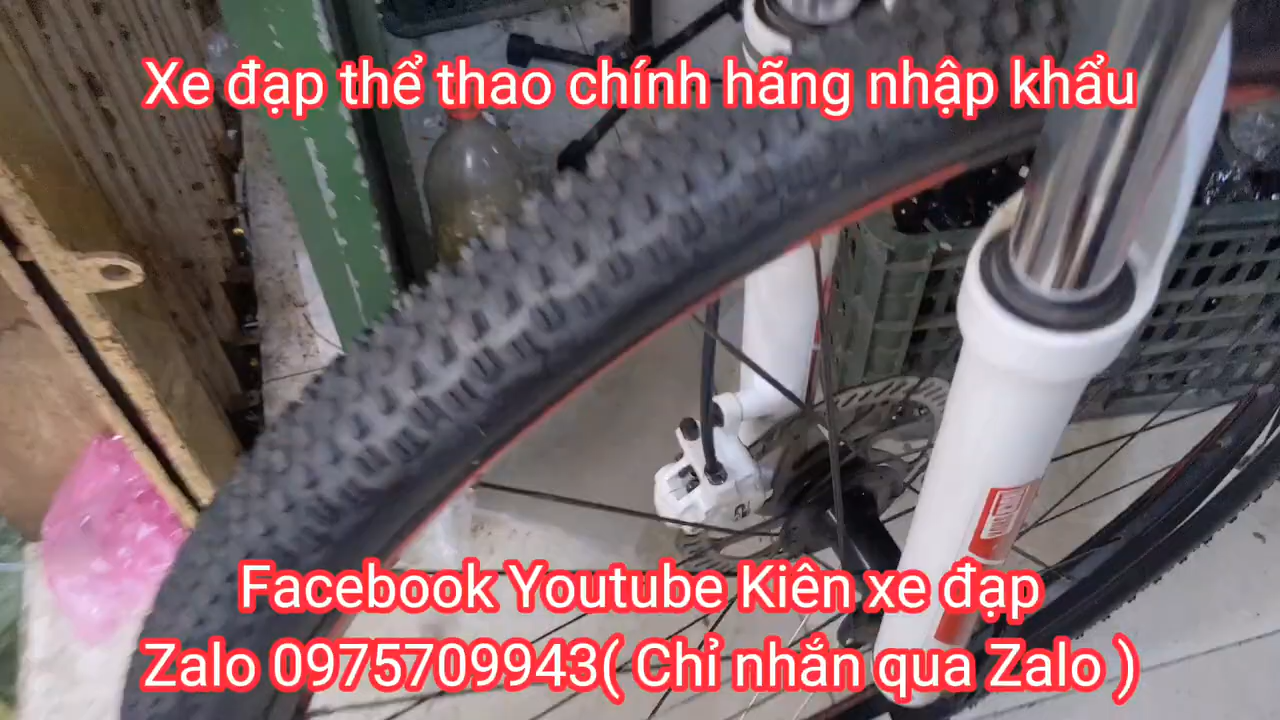 Xe đạp thể thao chính hãng nhập khẩu
Facebook Youtube Kiên xe đạp
Zalo 0975709943( Chỉ nhắn qua Zalo )